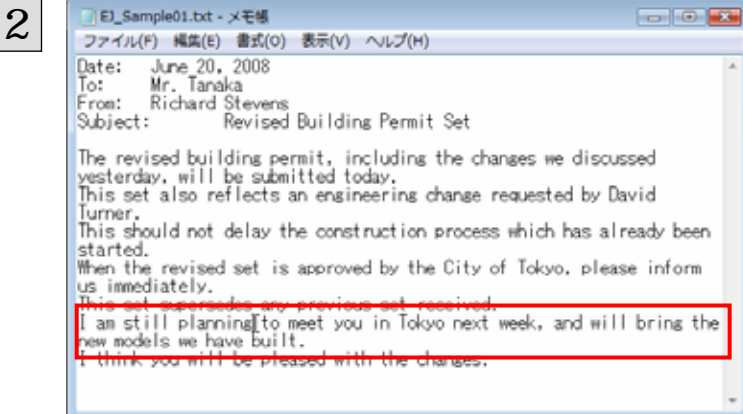 2
EJ_Sample01.txt - メモ帳
ファイル(F) 編集(E) 書式(O) 表示(V) ヘルプ(H)
Date: June 20, 2008
To: Mr. Tanaka
From: Richard Stevens
Subject: Revised Building Permit Set
The revised building permit, including the changes we discussed
yesterday, will be submitted today.
This set also reflects an engineering change requested by David
Turner.
This should not delay the construction process which has already been
started.
When the revised set is approved by the City of Tokyo, please inform
us immediately.
This set supersedes any previous set received.
I am still planning to meet you in Tokyo next week, and will bring the
new models we have built.
I think you will be pleased with the changes.